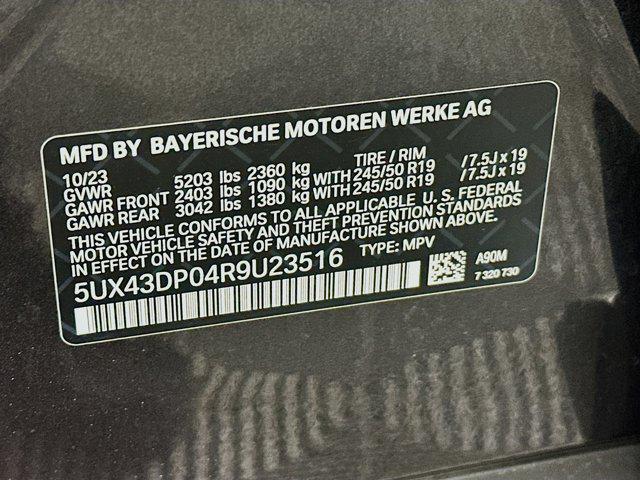 MFD BY BAYERISCHE MOTOREN WERKE AG
10/23 TIRE / RIM
GVWR 5203 lbs 2360 kg
GAWR FRONT 2403 lbs 1090 kg WITH 245/50 R19 /7.5J x 19
GAWR REAR 3042 lbs 1380 kg WITH 245/50 R19 /7.5J x 19
THIS VEHICLE CONFORMS TO ALL APPLICABLE U. S. FEDERAL
MOTOR VEHICLE SAFETY AND THEFT PREVENTION STANDARDS
IN EFFECT ON THE DATE OF MANUFACTURE SHOWN ABOVE.
5UX43DP04R9U23516 TYPE: MPV
A90M
7 320 730